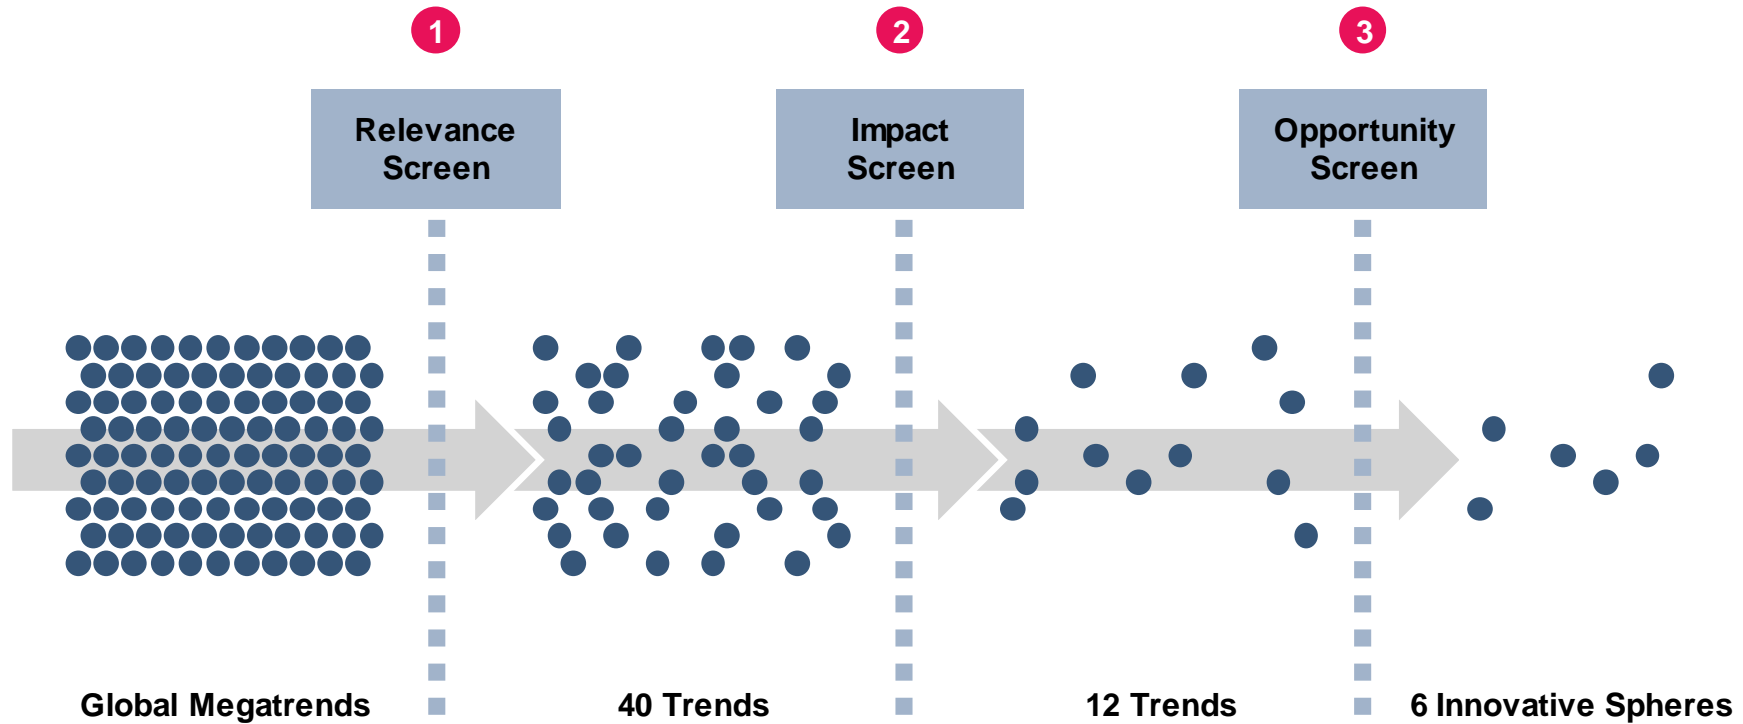 1
2
3
Relevance
Screen
Impact
Screen
Opportunity
Screen
Global Megatrends
40 Trends
12 Trends
6 Innovative Spheres